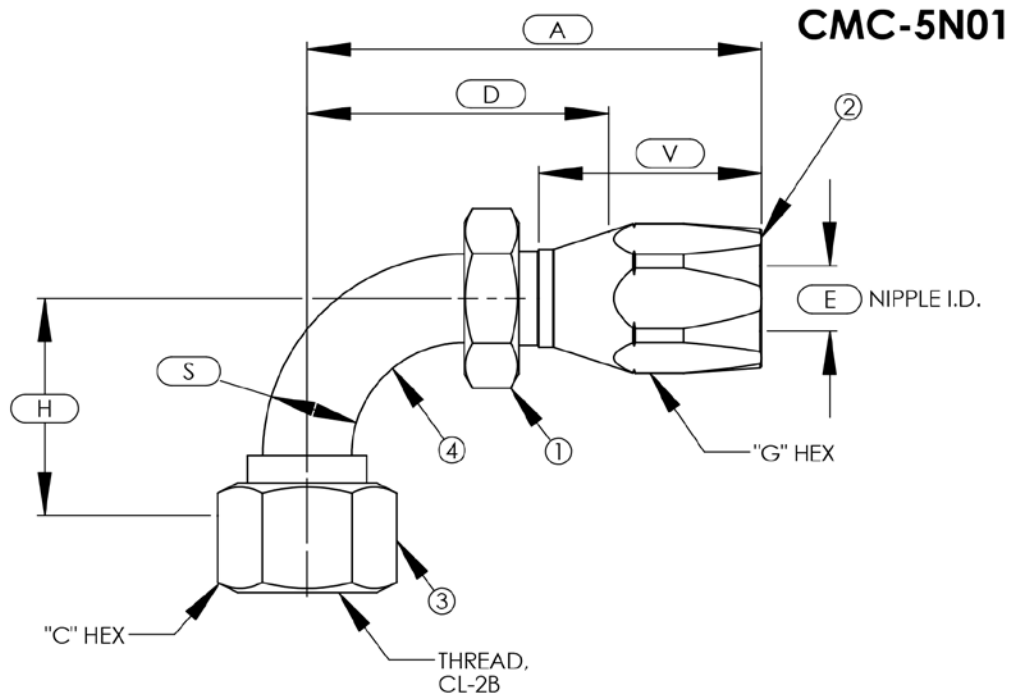 CMC-5N01
A
D
V
2
E NIPPLE I.D.
S
H
4
1
"G" HEX
3
"C" HEX
THREAD,
CL-2B